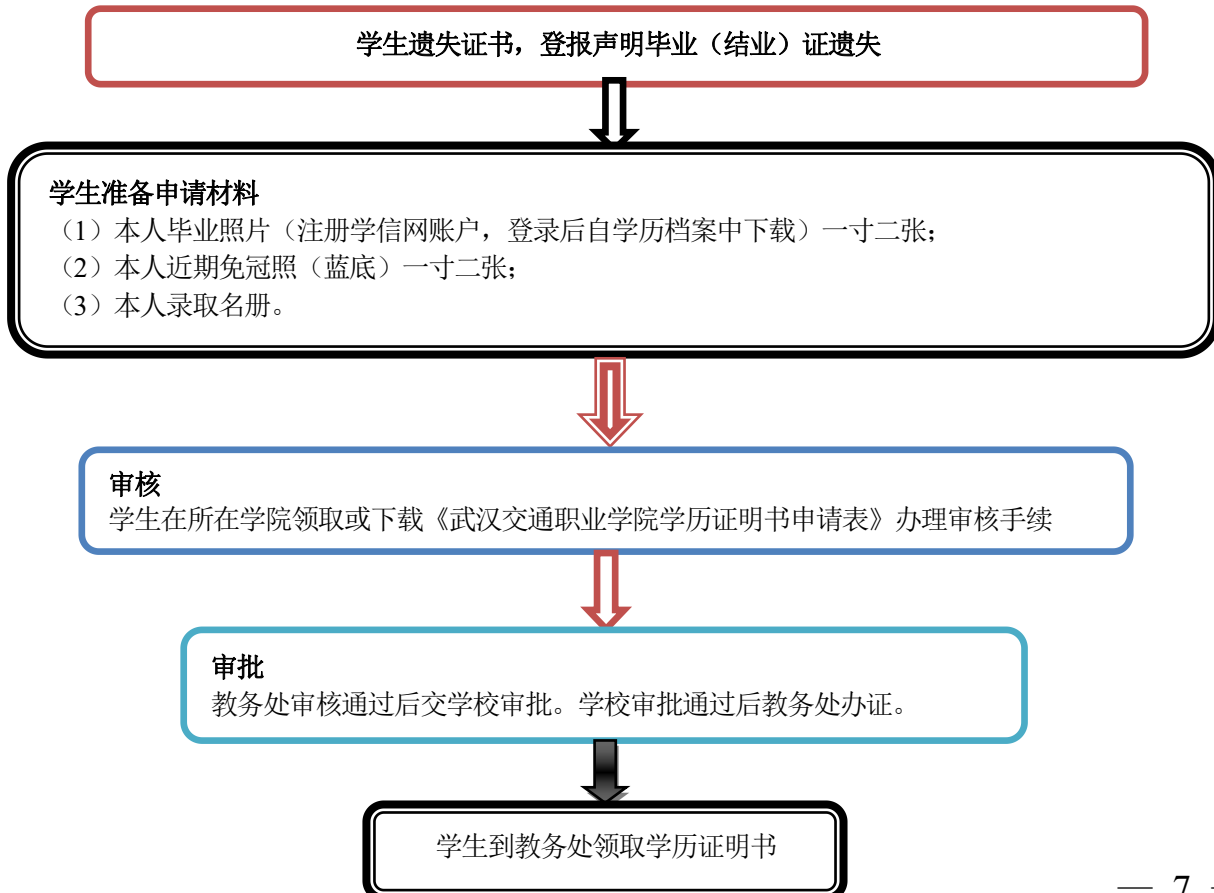 学生遗失证书，登报声明毕业（结业）证遗失
学生准备申请材料
（1）本人毕业照片（注册学信网账户，登录后自学历档案中下载）一寸二张；
（2）本人近期免冠照（蓝底）一寸二张；
（3）本人录取名册。
审核
学生在所在学院领取或下载《武汉交通职业学院学历证明书申请表》办理审核手续
审批
教务处审核通过后交学校审批。学校审批通过后教务处办证。
学生到教务处领取学历证明书
— 7 -